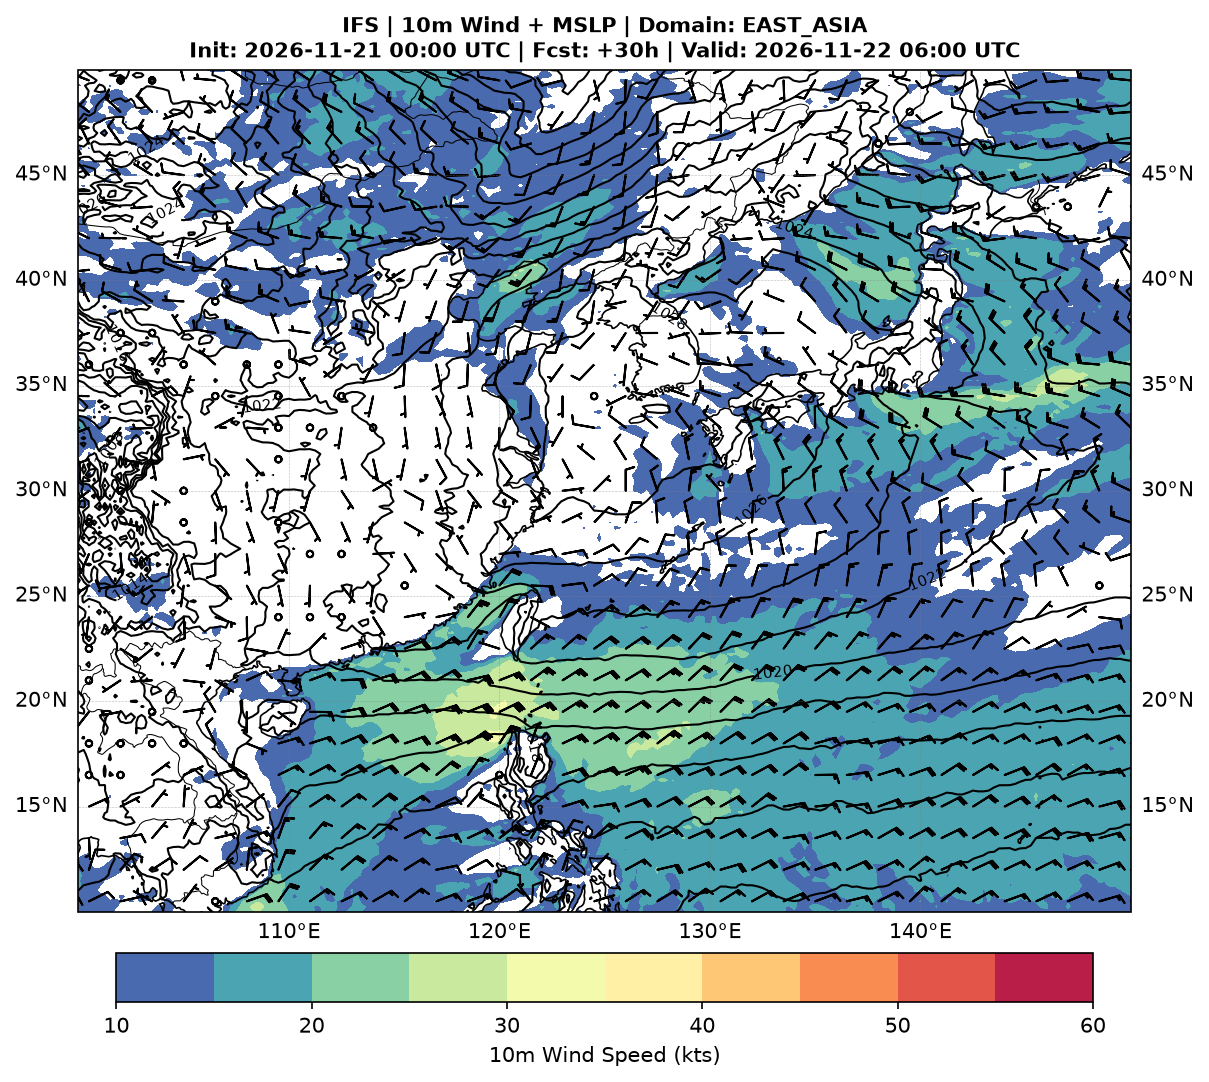 IFS | 10m Wind + MSLP | Domain: EAST_ASIA
Init: 2026-11-21 00:00 UTC | Fcst: +30h | Valid: 2026-11-22 06:00 UTC
45°N 45°N
1024
1024
40°N 40°N
1026
35°N 35°N
30°N 30°N
1026
25°N 25°N
1022
1020
20°N 20°N
15°N 15°N
110°E 120°E 130°E 140°E
10 20 30 40 50 60
10m Wind Speed (kts)